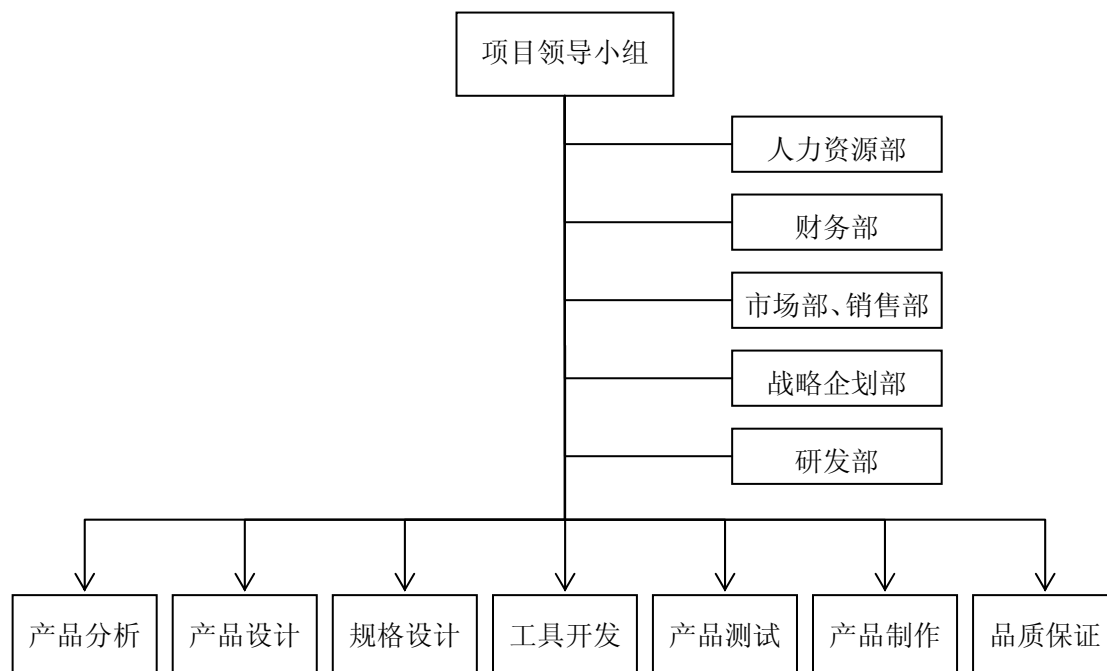 项目领导小组
人力资源部
财务部
市场部、销售部
战略企划部
研发部
产品分析
产品设计
规格设计
工具开发
产品测试
产品制作
品质保证